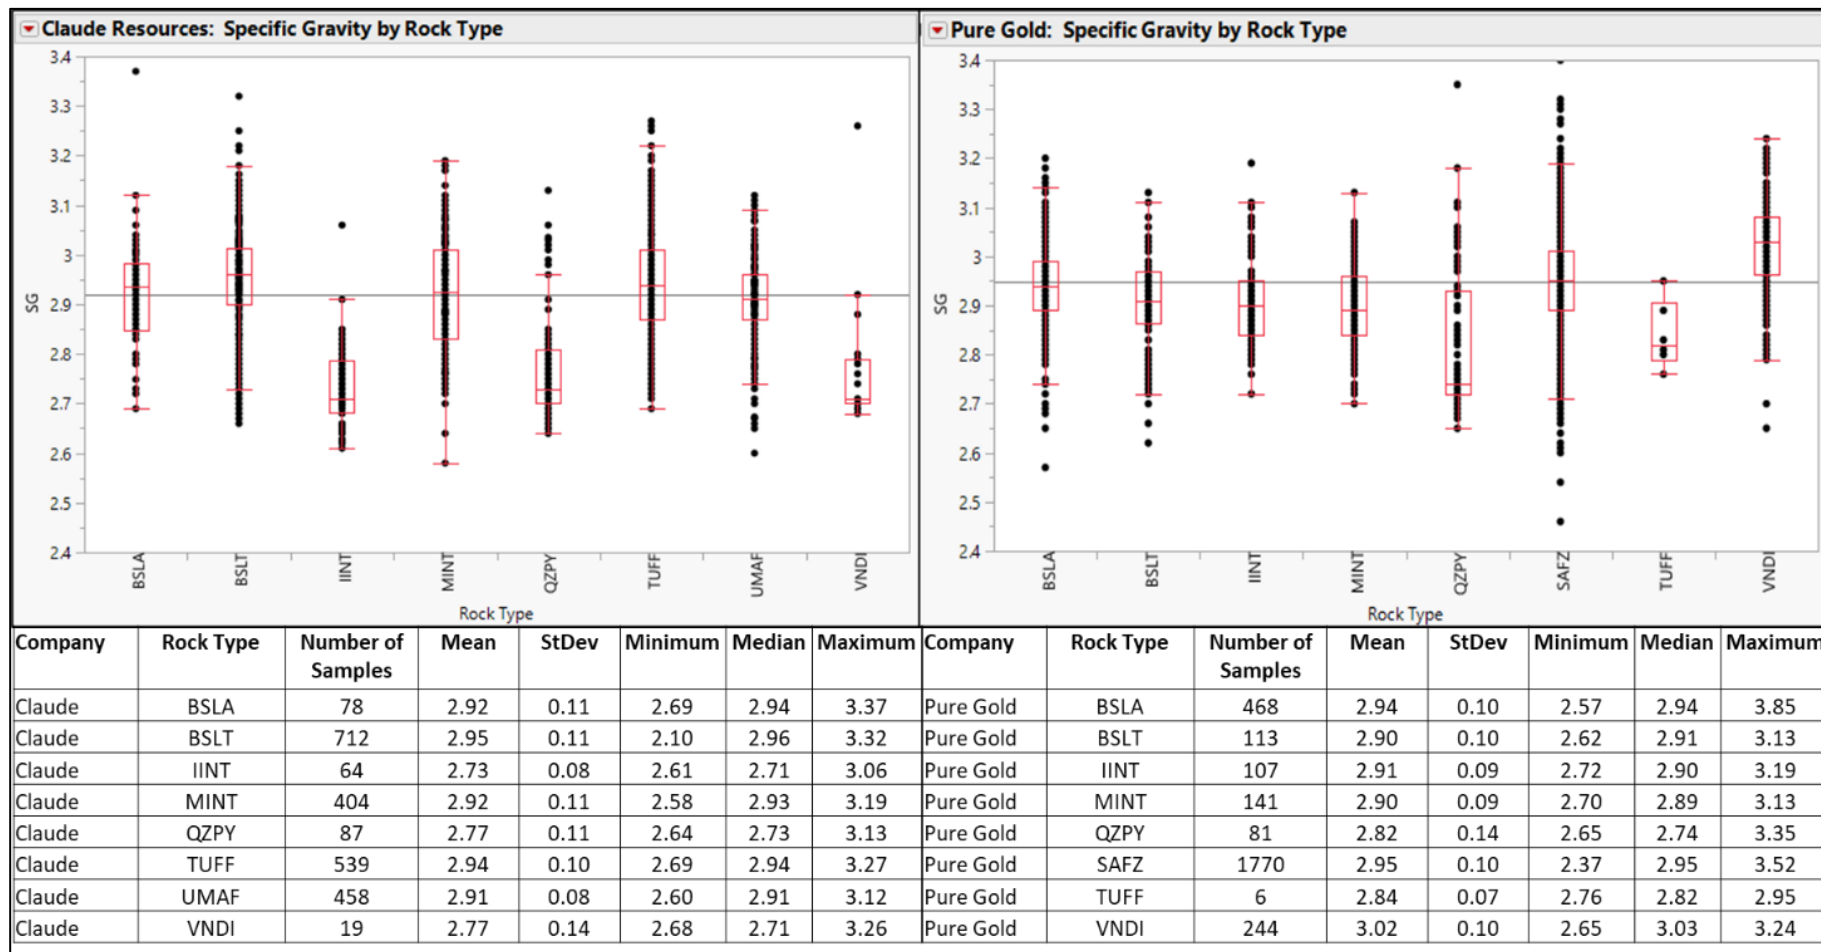 Claude Resources: Specific Gravity by Rock Type
3.4
3.3
3.2
3.1
3
2.9
2.8
2.7
2.6
2.5
2.4
SG
BSLA BSLT IINT MINT QZPY TUFF UMAF VNDI
Rock Type
Pure Gold: Specific Gravity by Rock Type
3.4
3.3
3.2
3.1
3
2.9
2.8
2.7
2.6
2.5
2.4
SG
BSLA BSLT IINT MINT QZPY SAFZ TUFF VNDI
Rock Type
Company Rock Type Number of Samples Mean StDev Minimum Median Maximum Company Rock Type Number of Samples Mean StDev Minimum Median Maximum
Claude BSLA 78 2.92 0.11 2.69 2.94 3.37 Pure Gold BSLA 468 2.94 0.10 2.57 2.94 3.85
Claude BSLT 712 2.95 0.11 2.10 2.96 3.32 Pure Gold BSLT 113 2.90 0.10 2.62 2.91 3.13
Claude IINT 64 2.73 0.08 2.61 2.71 3.06 Pure Gold IINT 107 2.91 0.09 2.72 2.90 3.19
Claude MINT 404 2.92 0.11 2.58 2.93 3.19 Pure Gold MINT 141 2.90 0.09 2.70 2.89 3.13
Claude QZPY 87 2.77 0.11 2.64 2.73 3.13 Pure Gold QZPY 81 2.82 0.14 2.65 2.74 3.35
Claude TUFF 539 2.94 0.10 2.69 2.94 3.27 Pure Gold SAFZ 1770 2.95 0.10 2.37 2.95 3.52
Claude UMAF 458 2.91 0.08 2.60 2.91 3.12 Pure Gold TUFF 6 2.84 0.07 2.76 2.82 2.95
Claude VNDI 19 2.77 0.14 2.68 2.71 3.26 Pure Gold VNDI 244 3.02 0.10 2.65 3.03 3.24